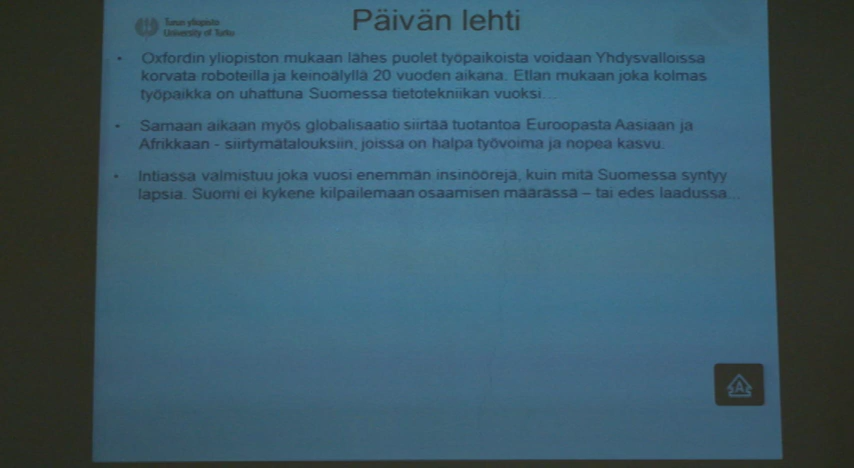 Turun yliopisto
University of Turku
Päivän lehti
• Oxfordin yliopiston mukaan lähes puolet työpaikoista voidaan Yhdysvalloissa
korvata roboteilla ja keinoälyllä 20 vuoden aikana. Etlan mukaan joka kolmas
työpaikka on uhattuna Suomessa tietotekniikan vuoksi...
• Samaan aikaan myös globalisaatio siirtää tuotantoa Euroopasta Aasiaan ja
Afrikkaan - siirtymätalouksiin, joissa on halpa työvoima ja nopea kasvu.
• Intiassa valmistuu joka vuosi enemmän insinöörejä, kuin mitä Suomessa syntyy
lapsia. Suomi ei kykene kilpailemaan osaamisen määrässä – tai edes laadussa...
A